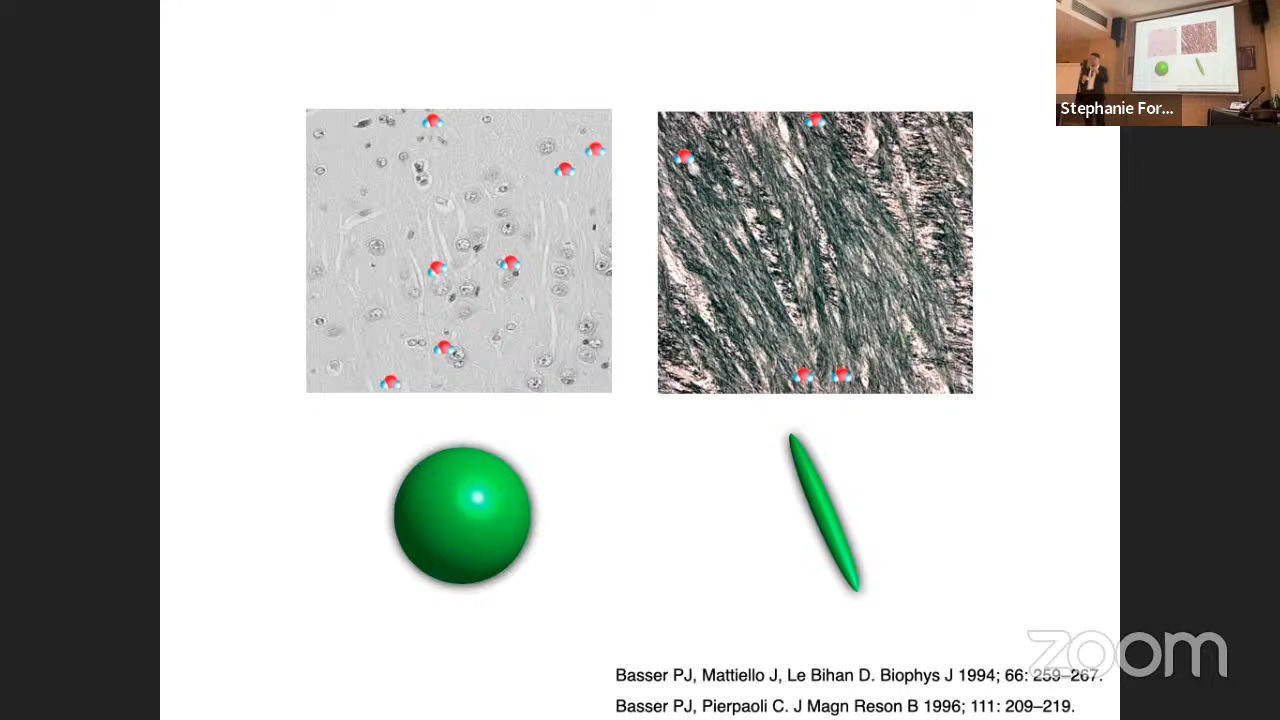 Stephanie For...
zoom
Basser PJ, Mattiello J, Le Bihan D. Biophys J 1994; 66: 259–267.
Basser PJ, Pierpaoli C. J Magn Reson B 1996; 111: 209–219.